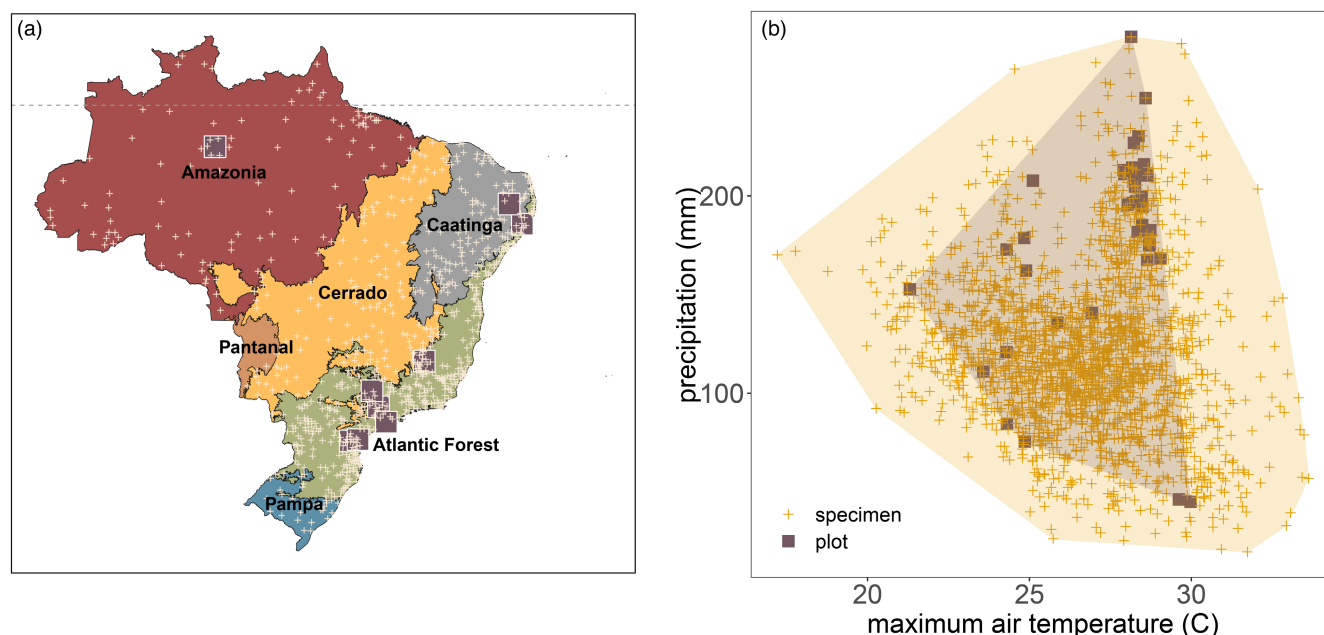 (a)
Amazonia
Caatinga
Cerrado
Pantanal
Atlantic Forest
Pampa
(b)
precipitation (mm)
200
100
specimen
plot
20
25
30
maximum air temperature (C)